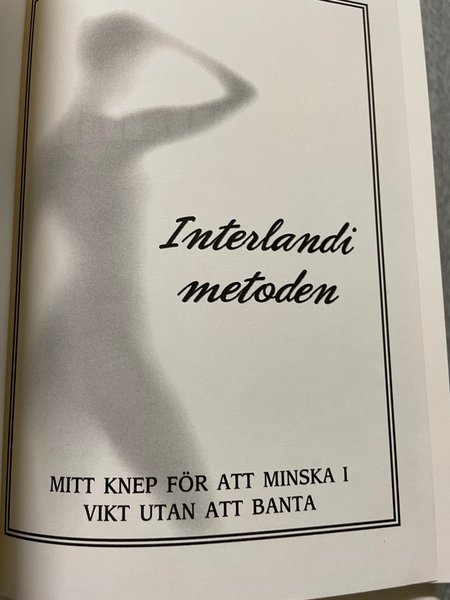 Interlandi
metoden
MITT KNEP FÖR ATT MINSKA I
VIKT UTAN ATT BANTA